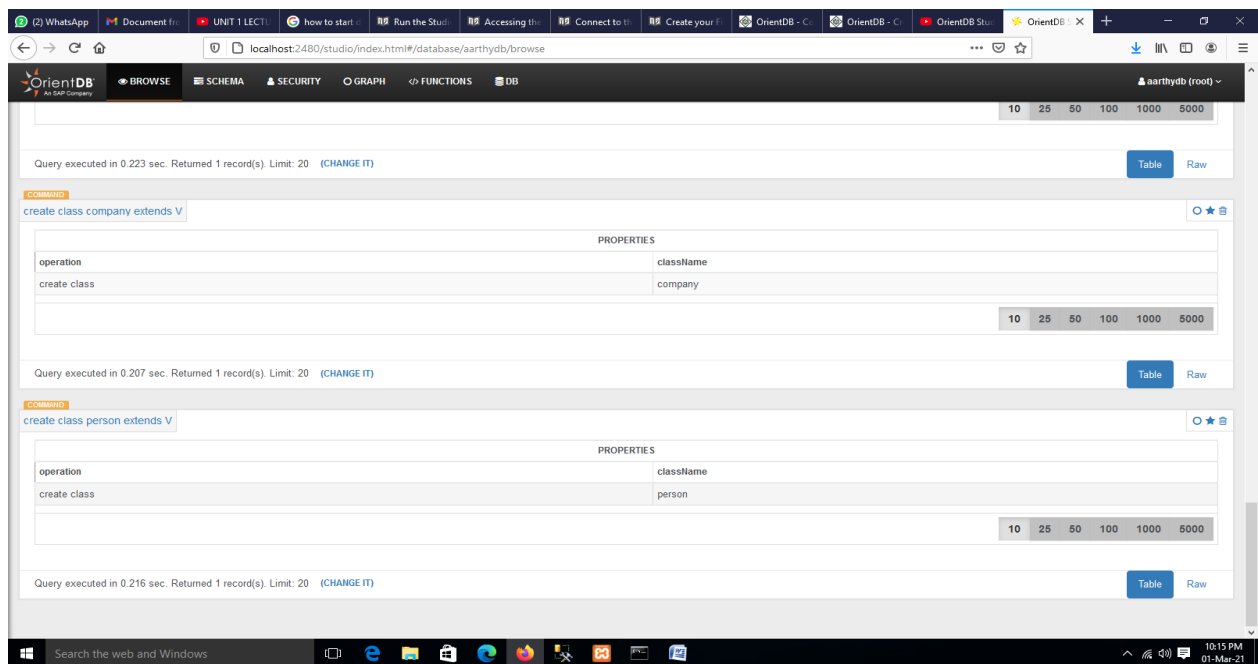 (2) WhatsApp
Document fro
UNIT 1 LECTU
how to start o
Run the Studi
Accessing the
Connect to th
Create your Fi
OrientDB - Co
OrientDB - Cr
OrientDB Stud
OrientDB S
localhost:2480/studio/index.html#/database/aarthydb/browse
OrientDB
An SAP Company
BROWSE
SCHEMA
SECURITY
GRAPH
FUNCTIONS
DB
aarthydb (root)
10 25 50 100 1000 5000
Query executed in 0.223 sec. Returned 1 record(s). Limit: 20 (CHANGE IT)
Table Raw
COMMAND
create class company extends V
PROPERTIES
operation className
create class company
10 25 50 100 1000 5000
Query executed in 0.207 sec. Returned 1 record(s). Limit: 20 (CHANGE IT)
Table Raw
COMMAND
create class person extends V
PROPERTIES
operation className
create class person
10 25 50 100 1000 5000
Query executed in 0.216 sec. Returned 1 record(s). Limit: 20 (CHANGE IT)
Table Raw
Search the web and Windows
10:15 PM
01-Mar-21